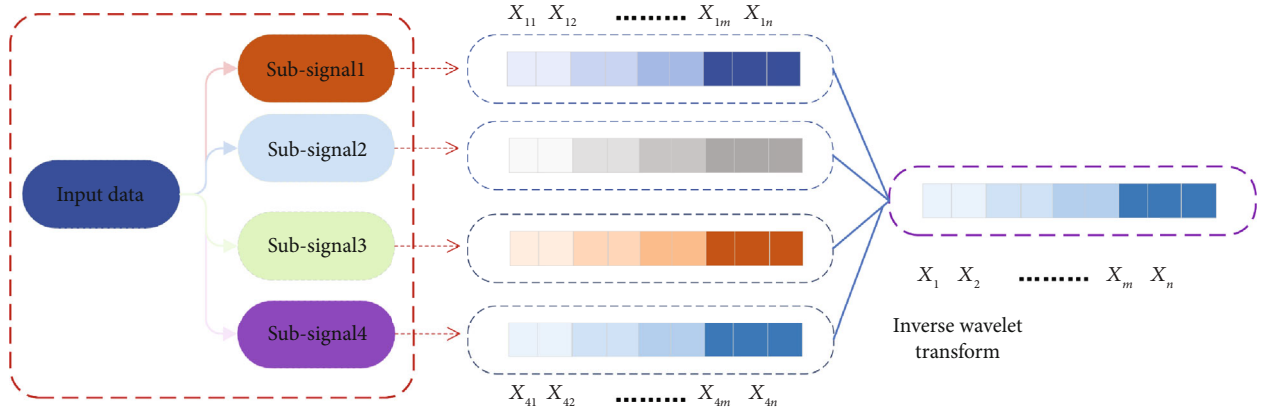 X11 X12 .......... X1m X1n
Sub-signal1
Sub-signal2
Input data
Sub-signal3
Sub-signal4
X1 X2 .......... Xm Xn
Inverse wavelet
transform
X41 X42 .......... X4m X4n